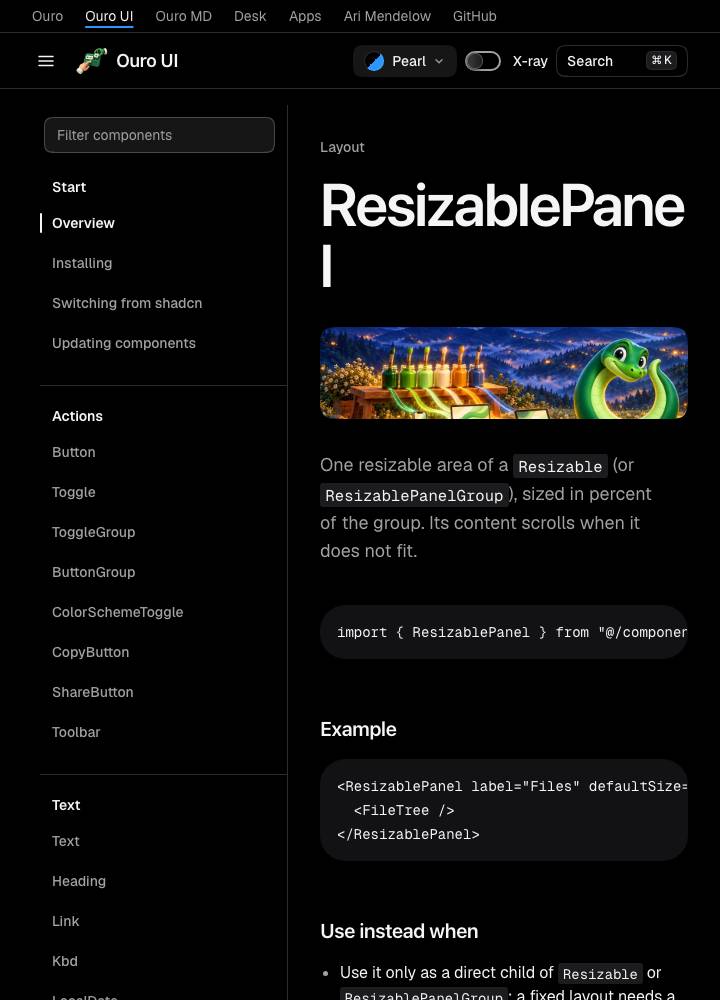 Ouro Ouro UI Ouro MD Desk Apps Ari Mendelow GitHub
Ouro UI Pearl X-ray Search ⌘ K
Filter components
Start
Overview
Installing
Switching from shadcn
Updating components
Actions
Button
Toggle
ToggleGroup
ButtonGroup
ColorSchemeToggle
CopyButton
ShareButton
Toolbar
Text
Text
Heading
Link
Kbd
Layout
ResizablePane
l
One resizable area of a Resizable (or
ResizablePanelGroup), sized in percent
of the group. Its content scrolls when it
does not fit.
import { ResizablePanel } from "@/componen
Example
<ResizablePanel label="Files" defaultSize=
<FileTree />
</ResizablePanel>
Use instead when
Use it only as a direct child of Resizable or
ResizablePanelGroup; a fixed layout needs a